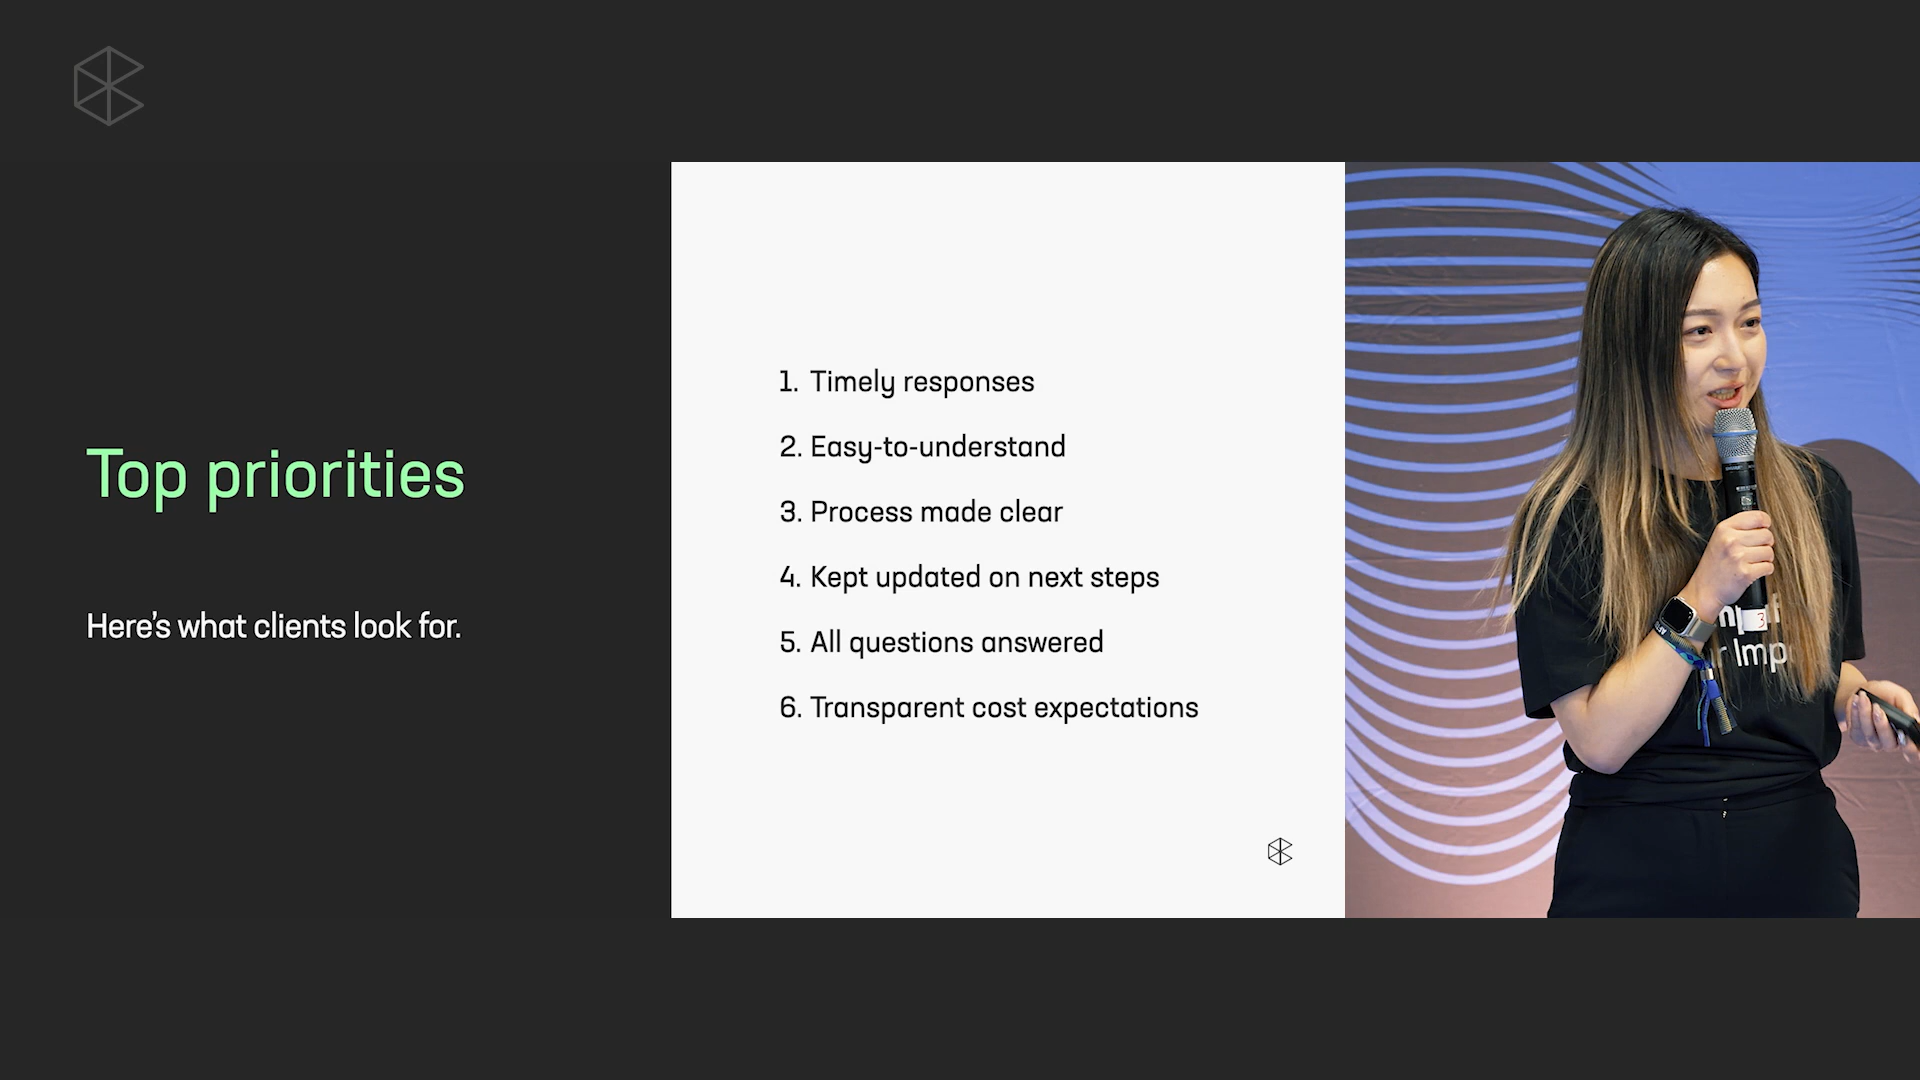 Top priorities
Here's what clients look for.
1. Timely responses
2. Easy-to-understand
3. Process made clear
4. Kept updated on next steps
5. All questions answered
6. Transparent cost expectations
3